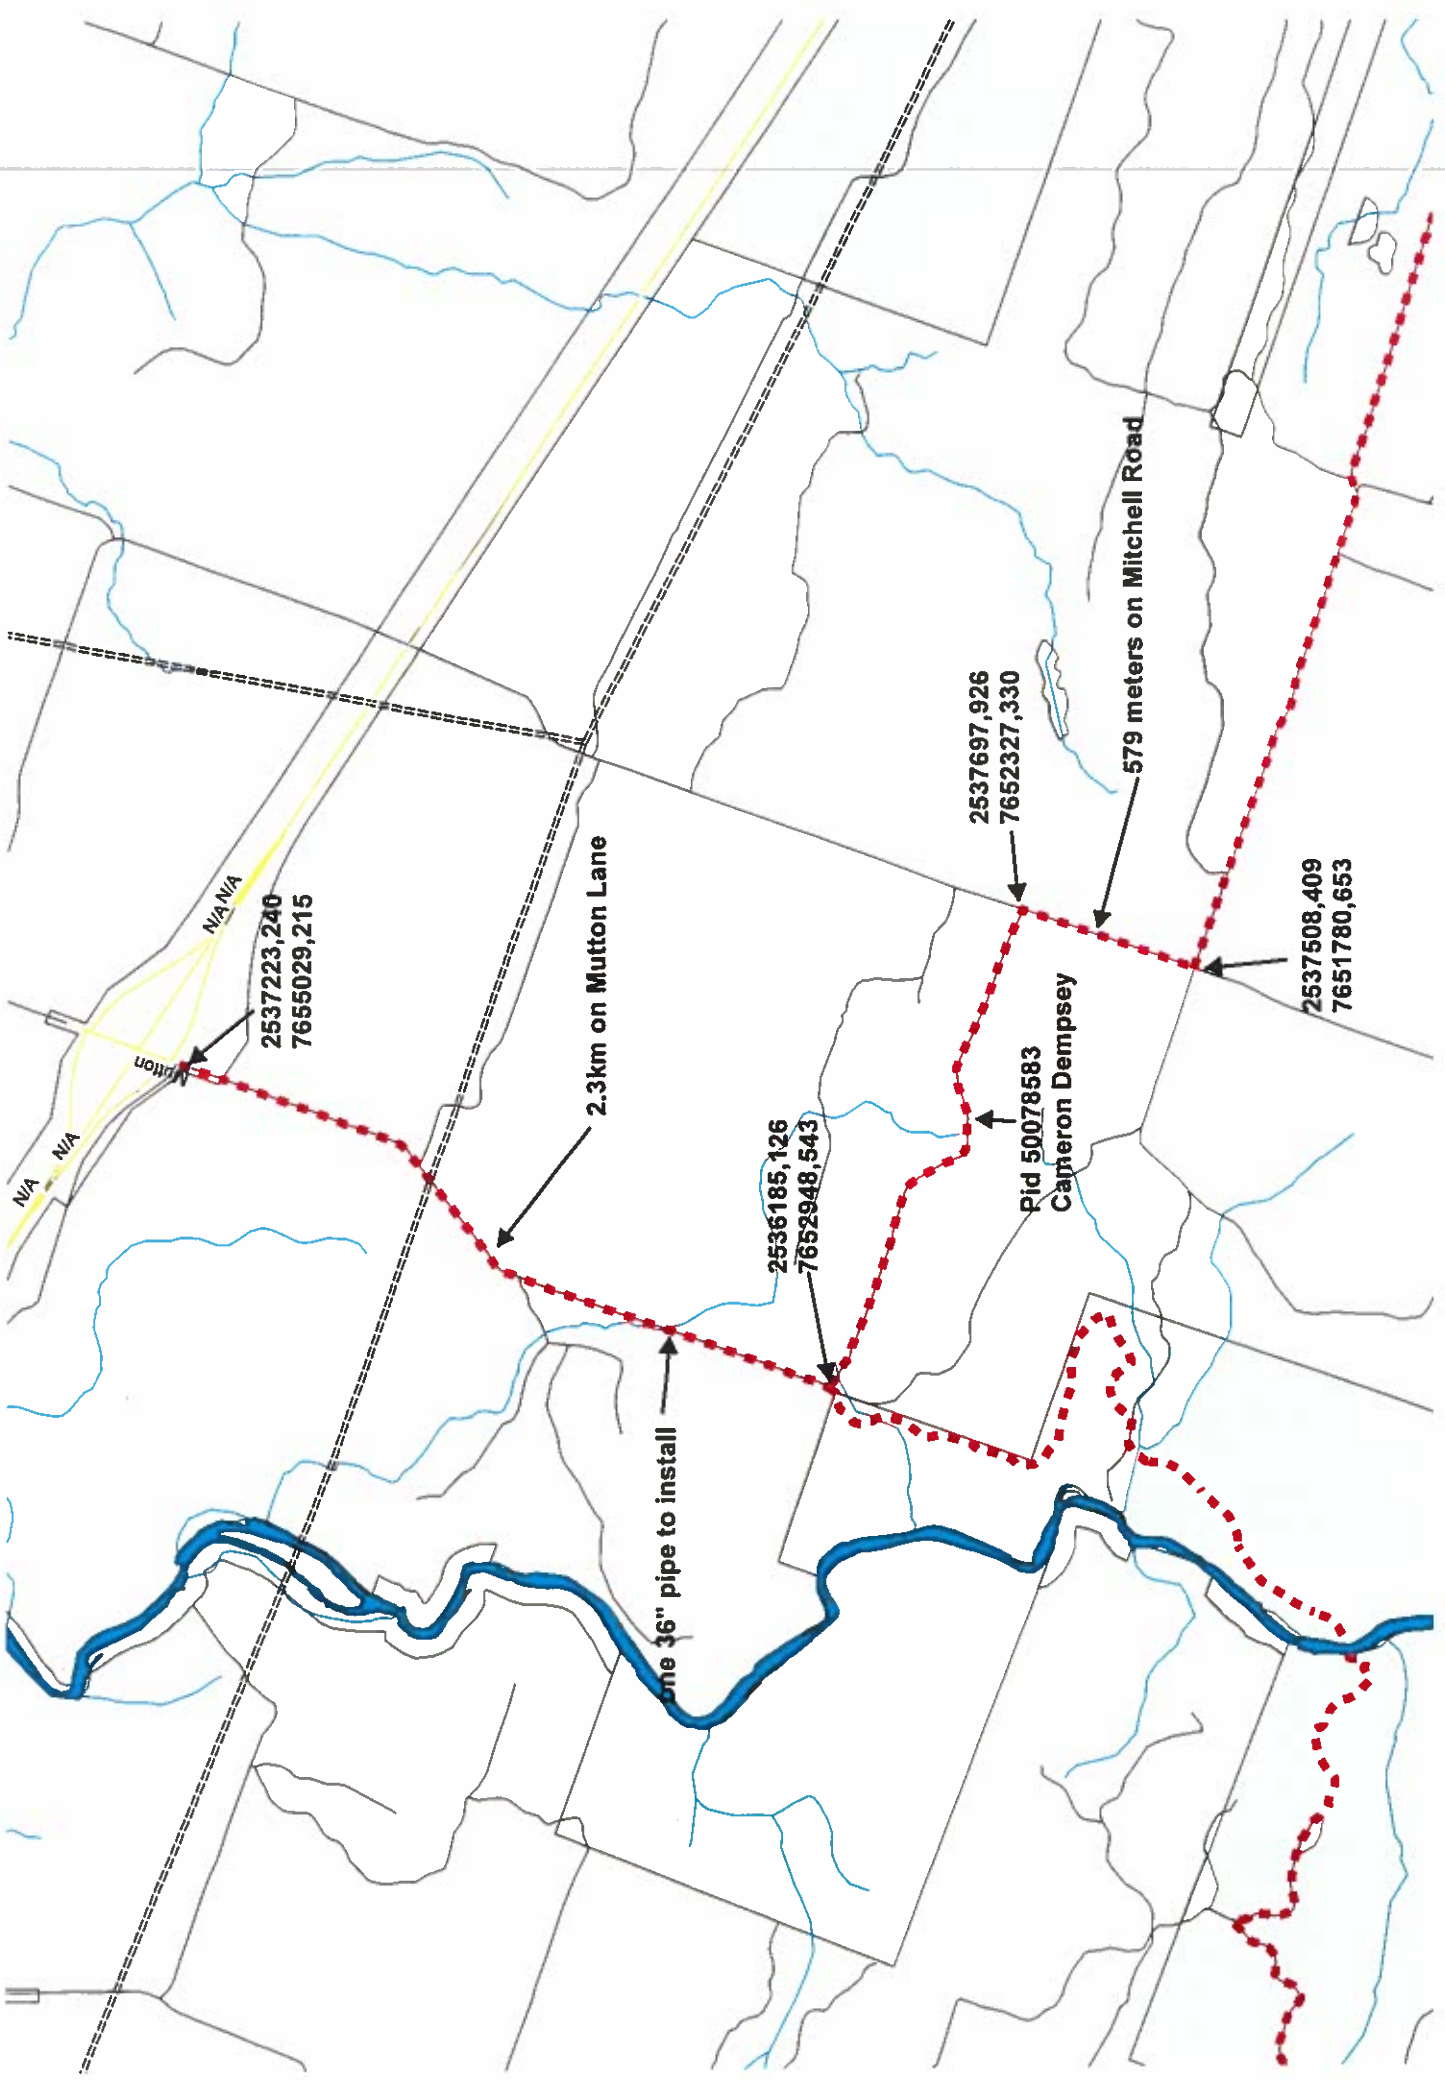 N/A
N/A
N/A
N/A
Mutton
2537223,240
7655029,215
2.3km on Mutton Lane
One 36" pipe to install
2536185,126
7652948,543
2537697,926
7652327,330
Pid 50078583
Cameron Dempsey
579 meters on Mitchell Road
2537508,409
7651780,653